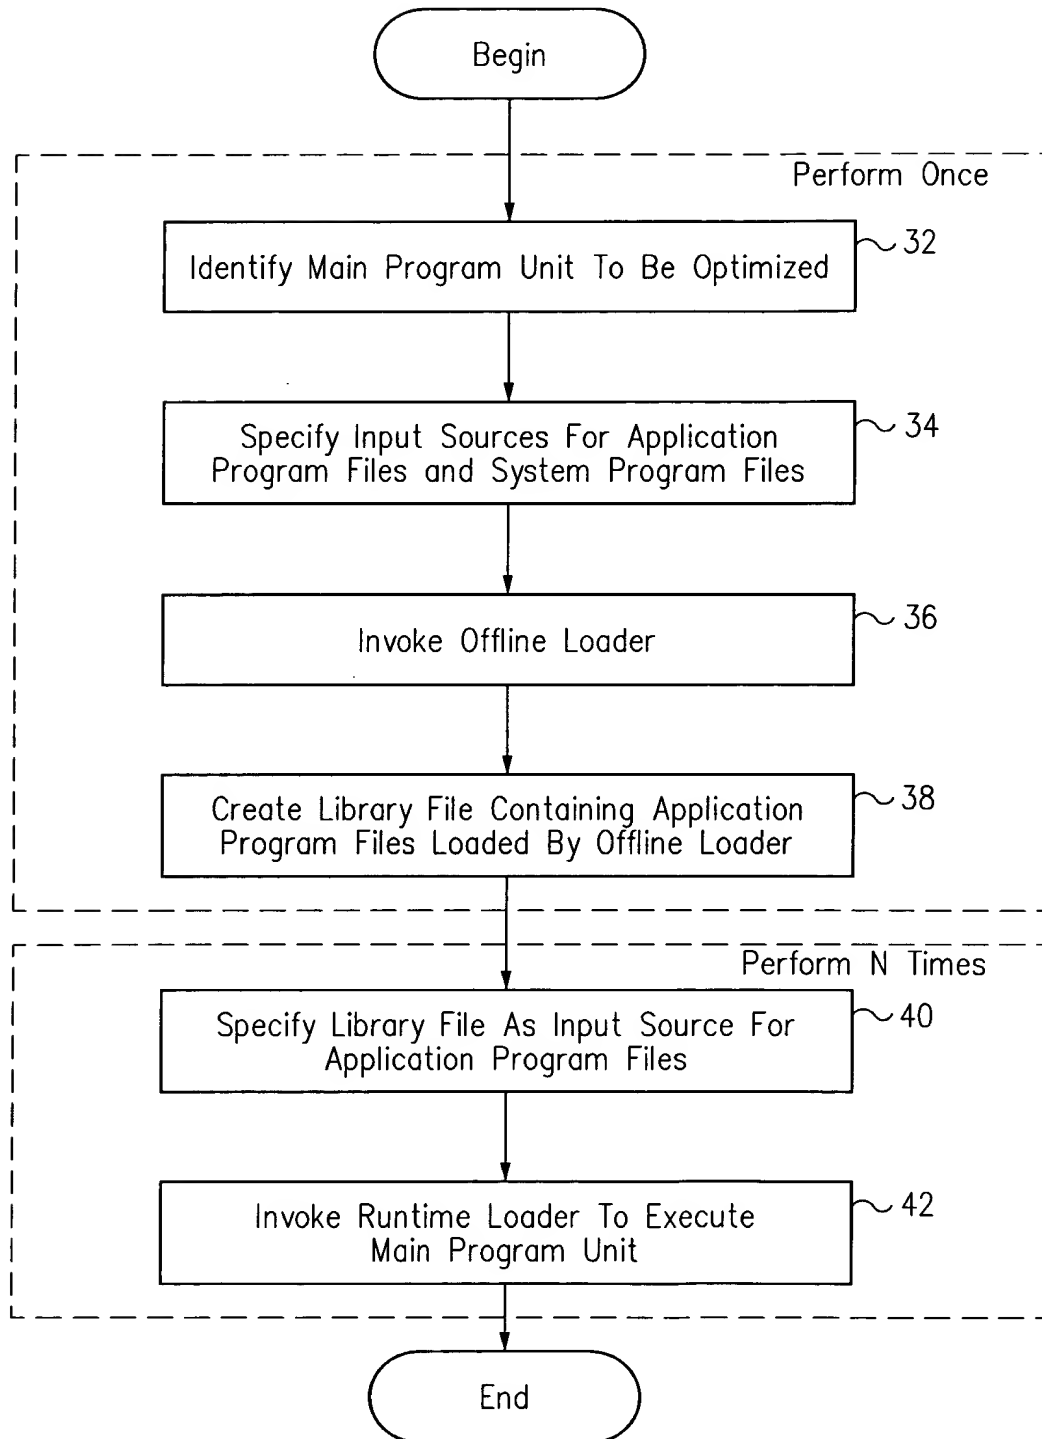 Begin
Perform Once
Identify Main Program Unit To Be Optimized
32
Specify Input Sources For Application
Program Files and System Program Files
34
Invoke Offline Loader
36
Create Library File Containing Application
Program Files Loaded By Offline Loader
38
Perform N Times
Specify Library File As Input Source For
Application Program Files
40
Invoke Runtime Loader To Execute
Main Program Unit
42
End